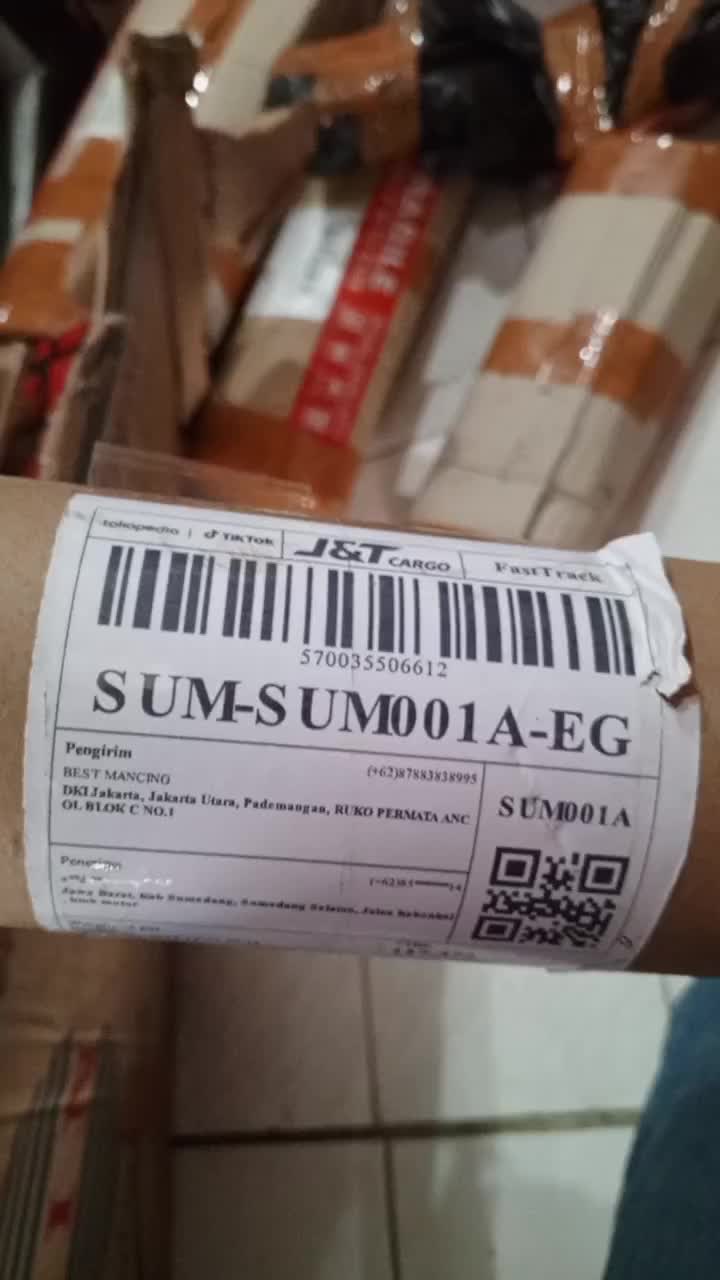 tokopedia | TikTok
J&T CARGO
FastTrack
570035506612
SUM-SUM001A-EG
Pengirim
BEST MANCING
(+62)87883838995
DKI Jakarta, Jakarta Utara, Pademangan, RUKO PERMATA ANC
OL BLOK C NO.1
SUM001A
Penerima
Jawa Barat, Kab Sumedang, Sumedang Selatan, Jalan